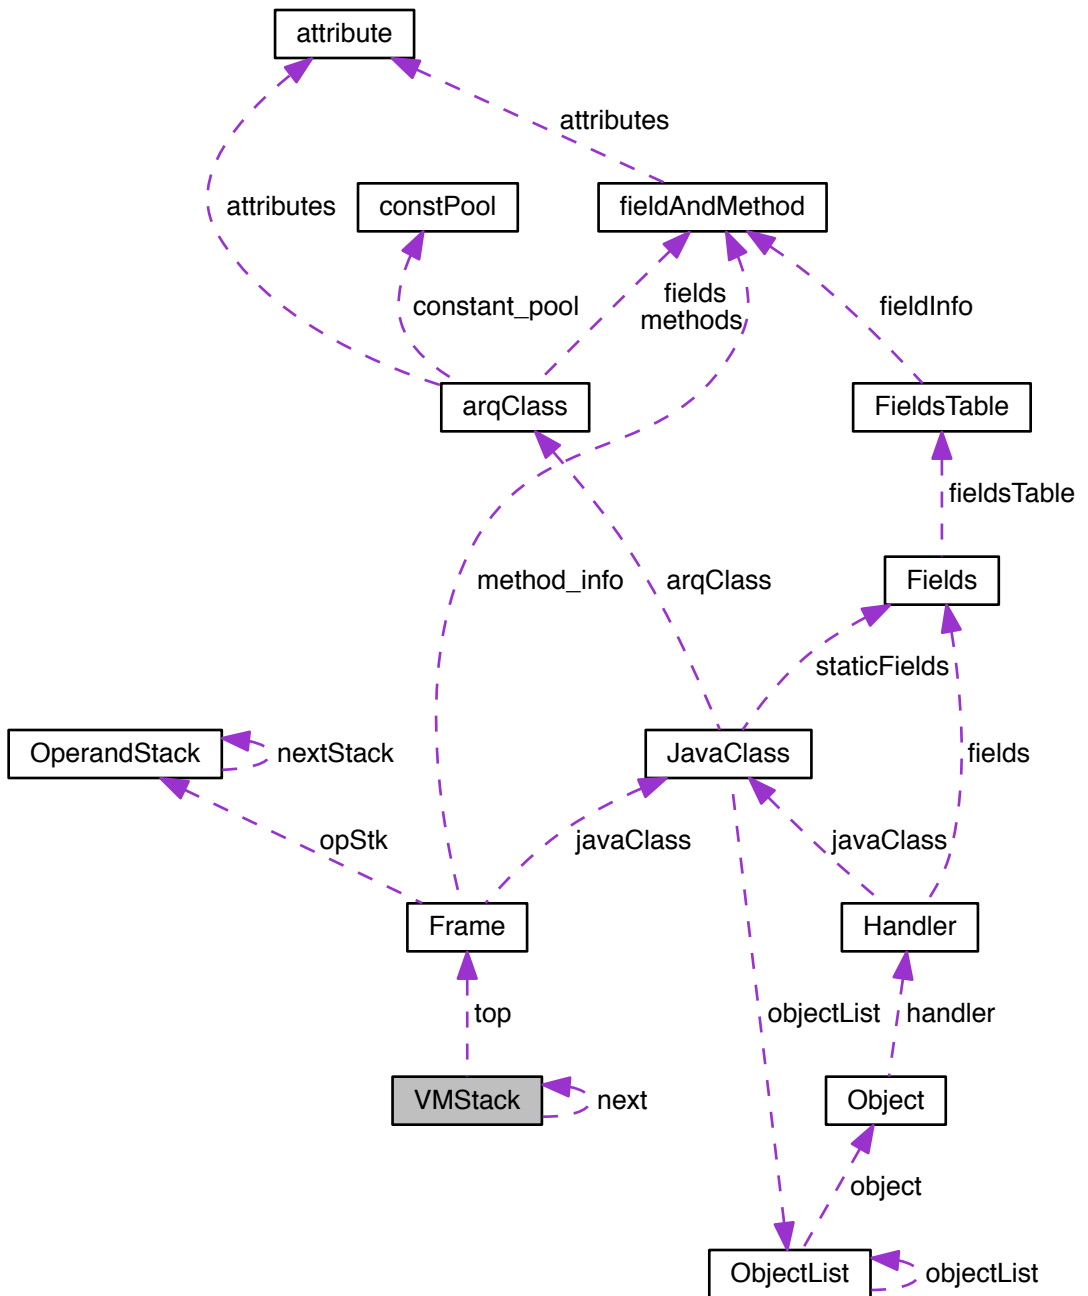 attribute
attributes
constPool
fieldAndMethod
attributes
constant_pool
fields
methods
fieldInfo
arqClass
FieldsTable
fieldsTable
method_info
arqClass
Fields
staticFields
OperandStack
nextStack
JavaClass
fields
opStk
javaClass
javaClass
Frame
Handler
top
objectList
handler
VMStack
next
Object
object
ObjectList
objectList